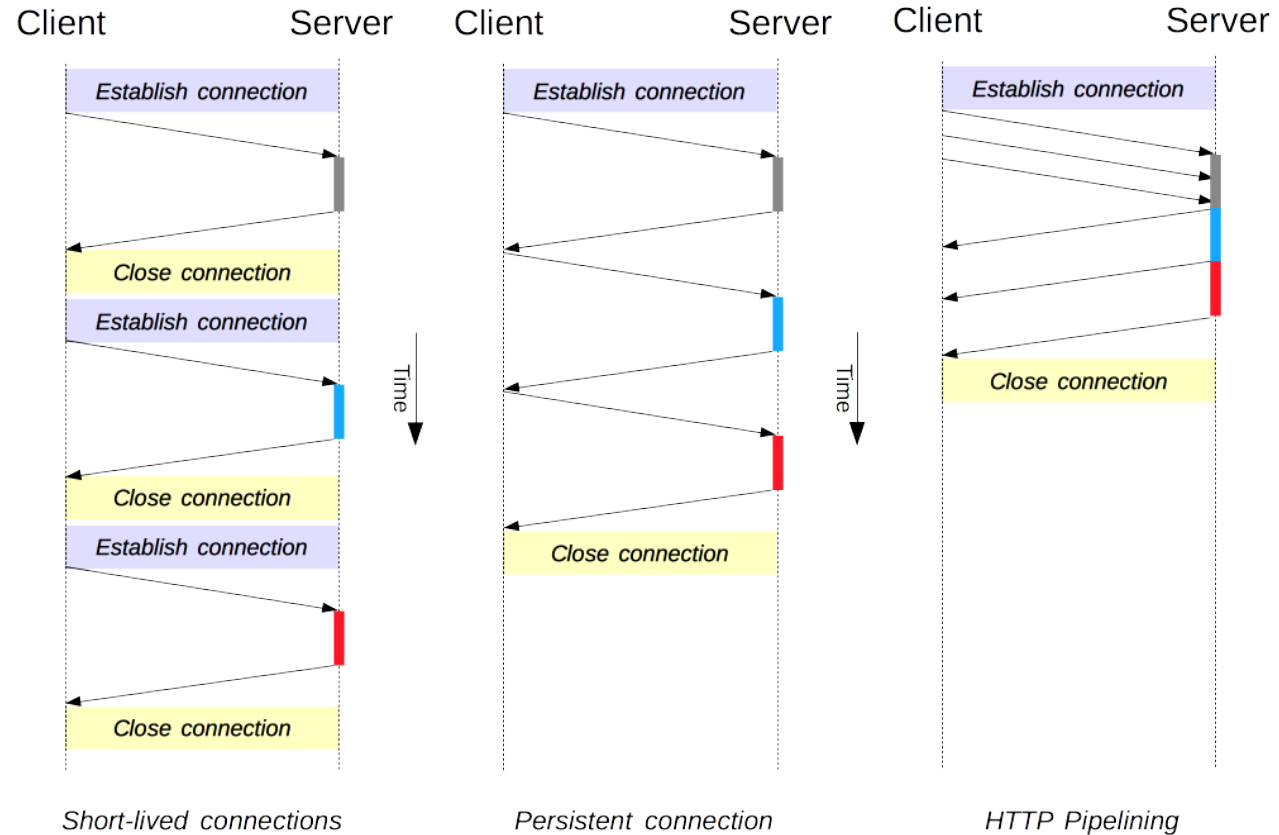 Client Server
Establish connection
Close connection
Establish connection
Close connection
Establish connection
Close connection
Short-lived connections
Time
Client Server
Establish connection
Close connection
Persistent connection
Time
Client Server
Establish connection
Close connection
HTTP Pipelining